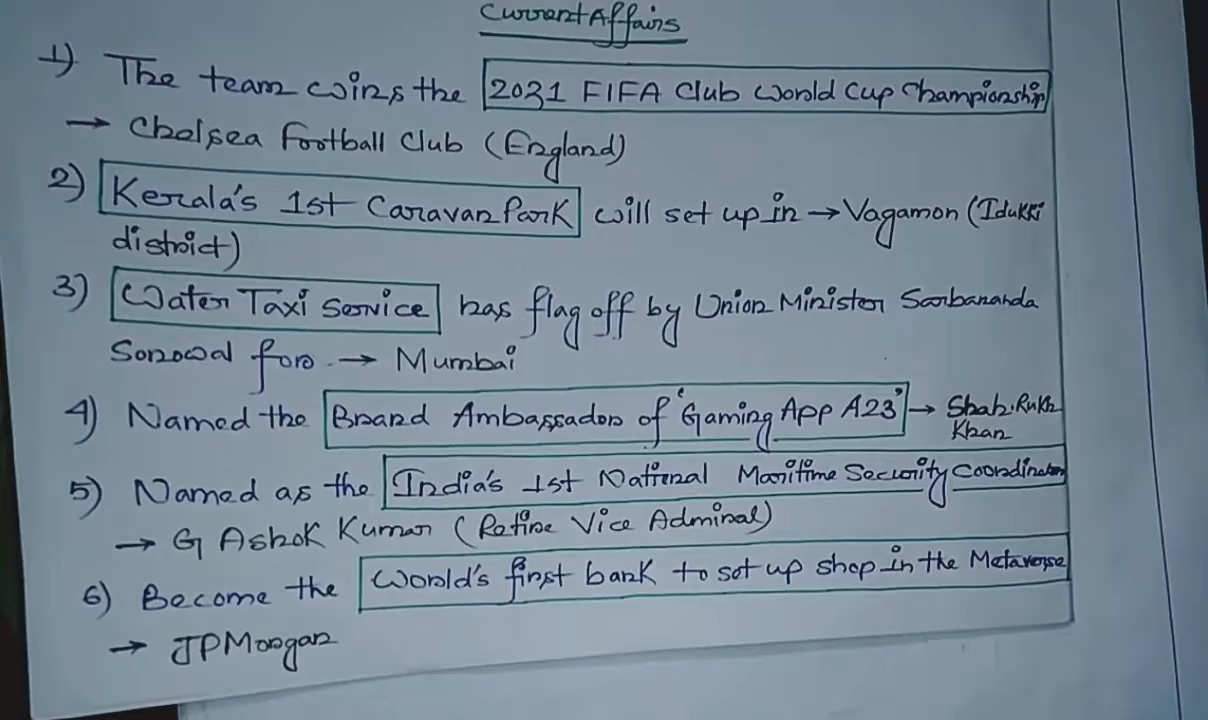 Current Affairs
1) The team wins the 2021 FIFA Club World Cup Championship
→ Chelsea Football Club (England)
2) Kerala's 1st Caravan Park will set up in → Vagamon (Idukki
district)
3) Water Taxi Service has flag off by Union Minister Sarbananda
Sonowal for → Mumbai
4) Named the Brand Ambassador of 'Gaming App A23' → Shah Rukh
Khan
5) Named as the India's 1st National Maritime Security Coordinator
→ G Ashok Kumar (Retire Vice Admiral)
6) Become the World's first bank to set up shop in the Metaverse
→ JPMorgan